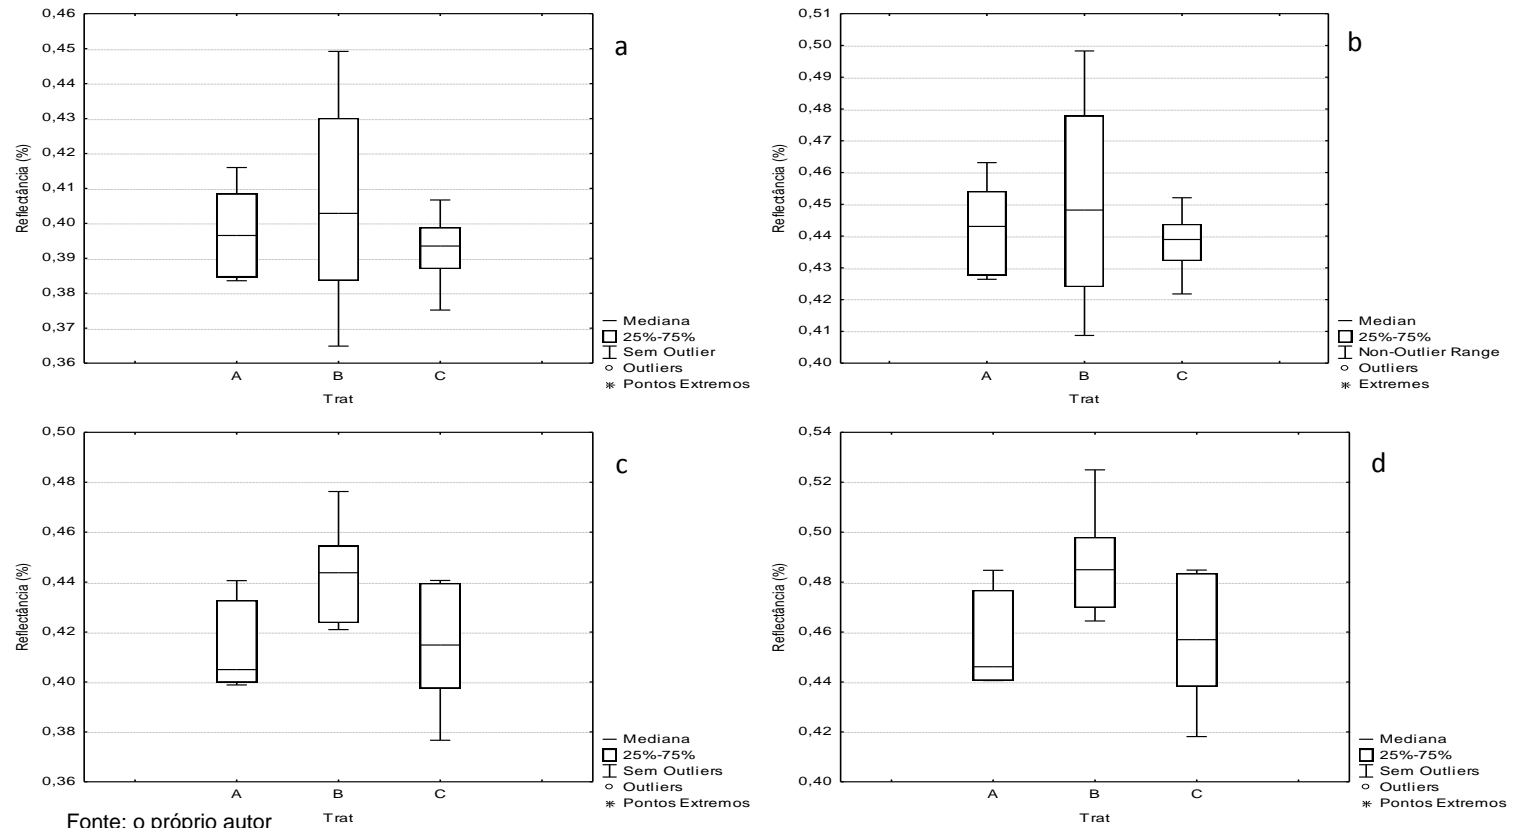 a
Reflectância (%)
0,46
0,45
0,44
0,43
0,42
0,41
0,40
0,39
0,38
0,37
0,36
A B C
Trat
Mediana
25%-75%
Sem Outlier
Outliers
Pontos Extremos
b
Reflectância (%)
0,51
0,50
0,49
0,48
0,47
0,46
0,45
0,44
0,43
0,42
0,41
0,40
A B C
Trat
Median
25%-75%
Non-Outlier Range
Outliers
Extremes
c
Reflectância (%)
0,50
0,48
0,46
0,44
0,42
0,40
0,38
0,36
A B C
Trat
Mediana
25%-75%
Sem Outliers
Outliers
Pontos Extremos
d
Reflectância (%)
0,54
0,52
0,50
0,48
0,46
0,44
0,42
0,40
A B C
Trat
Mediana
25%-75%
Sem Outliers
Outliers
Pontos Extremos
Fonte: o próprio autor